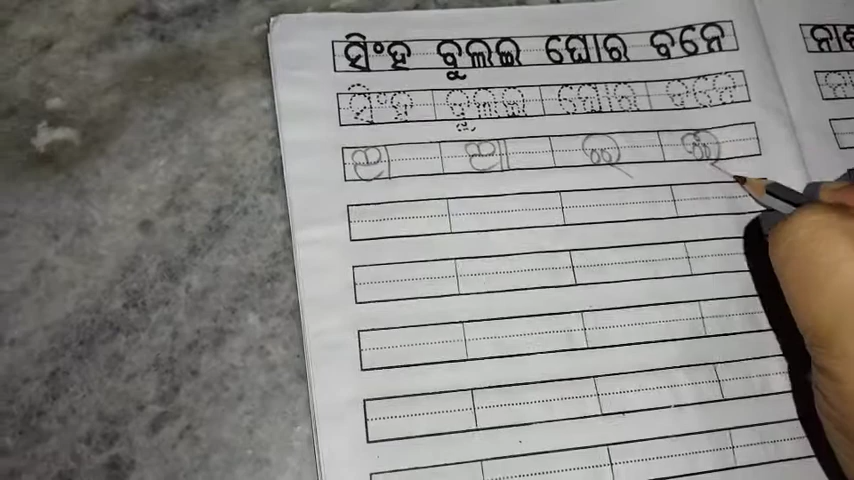 ସିଂହ ବୁଲଇ ଘୋର ବନେ
ସିଂହ ବୁଲଇ ଘୋର ବନେ
ଅ ଆ ଇ ଈ